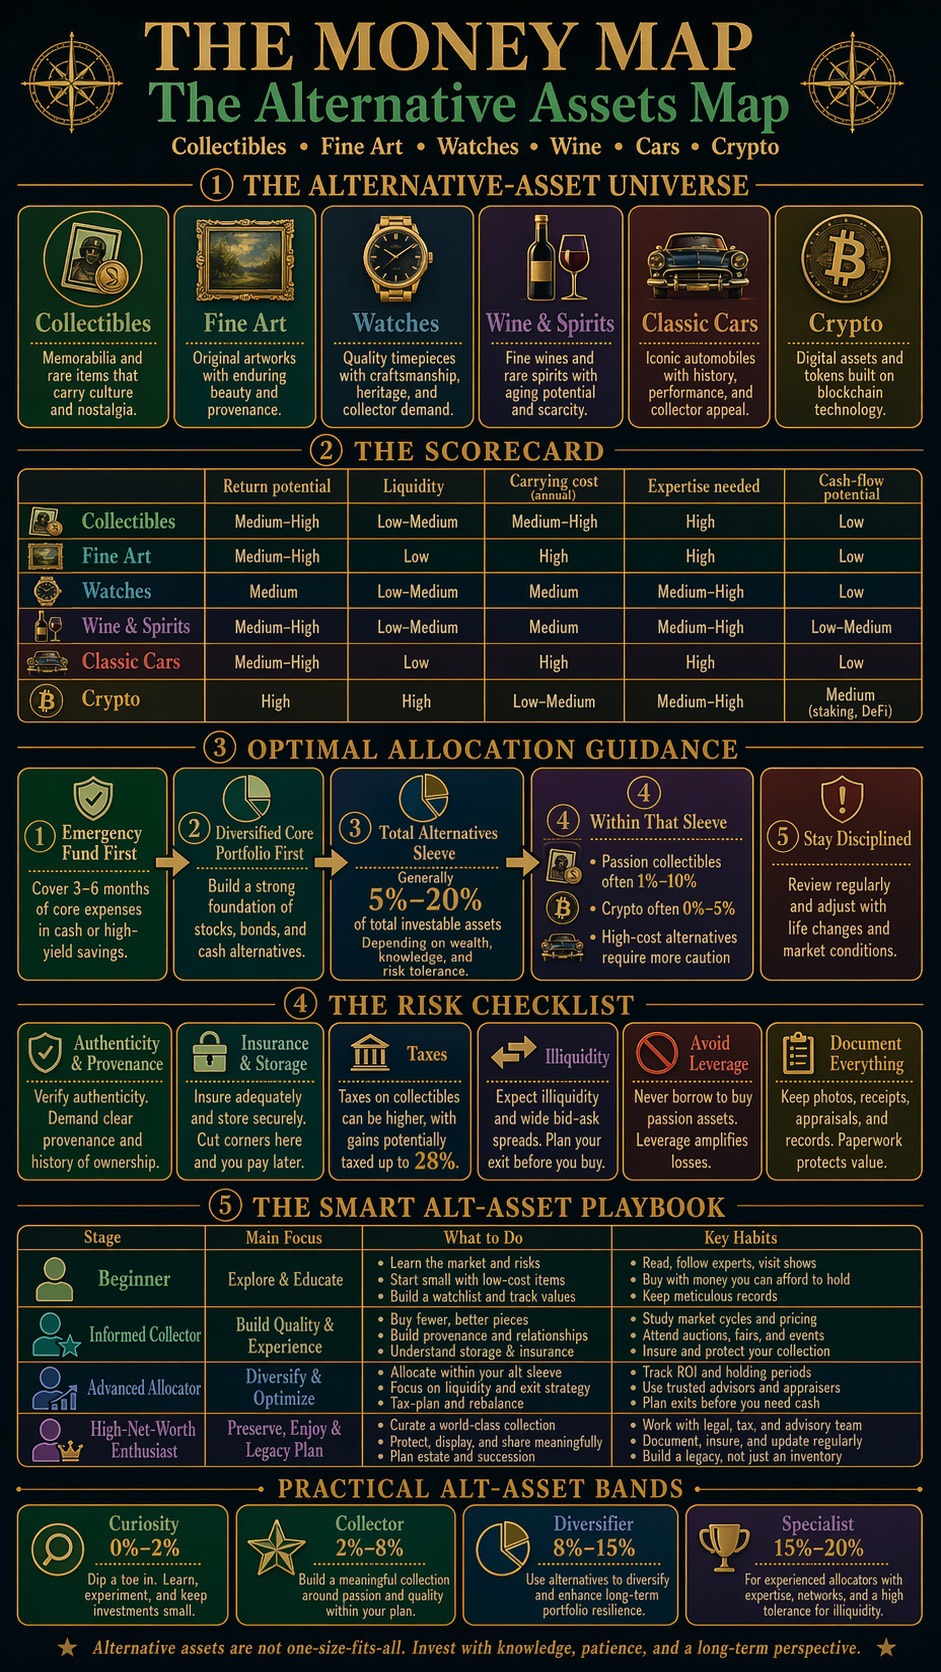 THE MONEY MAP
The Alternative Assets Map
Collectibles • Fine Art • Watches • Wine • Cars • Crypto
1 THE ALTERNATIVE-ASSET UNIVERSE
Collectibles
Memorabilia and
rare items that
carry culture
and nostalgia.
Fine Art
Original artworks
with enduring
beauty and
provenance.
Watches
Quality timepieces
with craftsmanship,
heritage, and
collector demand.
Wine & Spirits
Fine wines and
rare spirits with
aging potential
and scarcity.
Classic Cars
Iconic automobiles
with history,
performance, and
collector appeal.
Crypto
Digital assets and
tokens built on
blockchain
technology.
2 THE SCORECARD
Return potential Liquidity Carrying cost (annual) Expertise needed Cash-flow potential
Collectibles Medium–High Low–Medium Medium–High High Low
Fine Art Medium–High Low High High Low
Watches Medium Low–Medium Medium Medium–High Low
Wine & Spirits Medium–High Low–Medium Medium Medium–High Low–Medium
Classic Cars Medium–High Low High High Low
Crypto High High Low–Medium Medium–High Medium (staking, DeFi)
3 OPTIMAL ALLOCATION GUIDANCE
1 Emergency
Fund First
Cover 3–6 months
of core expenses
in cash or high-
yield savings.
2 Diversified Core
Portfolio First
Build a strong
foundation of
stocks, bonds, and
cash alternatives.
3 Total Alternatives
Sleeve
Generally
5%–20%
of total investable assets
Depending on wealth,
knowledge, and
risk tolerance.
4
4 Within That Sleeve
• Passion collectibles
often 1%–10%
• Crypto often 0%–5%
• High-cost alternatives
require more caution
5 Stay Disciplined
Review regularly
and adjust with
life changes and
market conditions.
4 THE RISK CHECKLIST
Authenticity
& Provenance
Verify authenticity.
Demand clear
provenance and
history of ownership.
Insurance
& Storage
Insure adequately
and store securely.
Cut corners here
and you pay later.
Taxes
Taxes on collectibles
can be higher, with
gains potentially
taxed up to 28%.
Illiquidity
Expect illiquidity
and wide bid-ask
spreads. Plan your
exit before you buy.
Avoid
Leverage
Never borrow to buy
passion assets.
Leverage amplifies
losses.
Document
Everything
Keep photos, receipts,
appraisals, and
records. Paperwork
protects value.
5 THE SMART ALT-ASSET PLAYBOOK
Stage Main Focus What to Do Key Habits
Beginner
Explore & Educate
• Learn the market and risks
• Start small with low-cost items
• Build a watchlist and track values
• Read, follow experts, visit shows
• Buy with money you can afford to hold
• Keep meticulous records
Informed Collector
Build Quality &
Experience
• Buy fewer, better pieces
• Build provenance and relationships
• Understand storage & insurance
• Study market cycles and pricing
• Attend auctions, fairs, and events
• Insure and protect your collection
Advanced Allocator
Diversify &
Optimize
• Allocate within your alt sleeve
• Focus on liquidity and exit strategy
• Tax-plan and rebalance
• Track ROI and holding periods
• Use trusted advisors and appraisers
• Plan exits before you need cash
High-Net-Worth
Enthusiast
Preserve, Enjoy &
Legacy Plan
• Curate a world-class collection
• Protect, display, and share meaningfully
• Plan estate and succession
• Work with legal, tax, and advisory team
• Document, insure, and update regularly
• Build a legacy, not just an inventory
PRACTICAL ALT-ASSET BANDS
Curiosity
0%–2%
Dip a toe in. Learn,
experiment, and keep
investments small.
Collector
2%–8%
Build a meaningful collection
around passion and quality
within your plan.
Diversifier
8%–15%
Use alternatives to diversify
and enhance long-term
portfolio resilience.
Specialist
15%–20%
For experienced allocators with
expertise, networks, and a high
tolerance for illiquidity.
Alternative assets are not one-size-fits-all. Invest with knowledge, patience, and a long-term perspective.